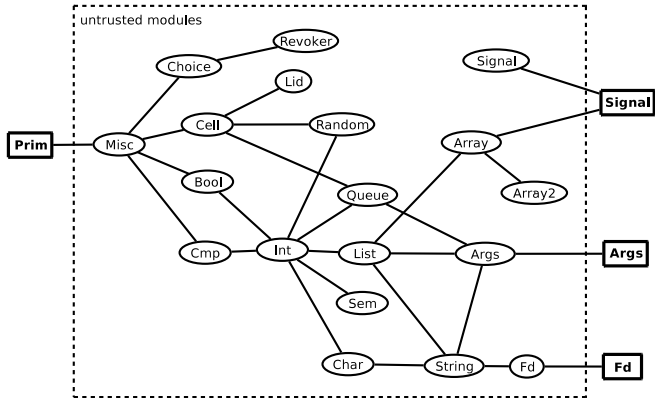 untrusted modules
Revoker
Choice
Signal
Lid
Signal
Cell
Random
Prim
Misc
Array
Bool
Queue
Array2
Cmp
Int
List
Args
Args
Sem
Char
String
Fd
Fd